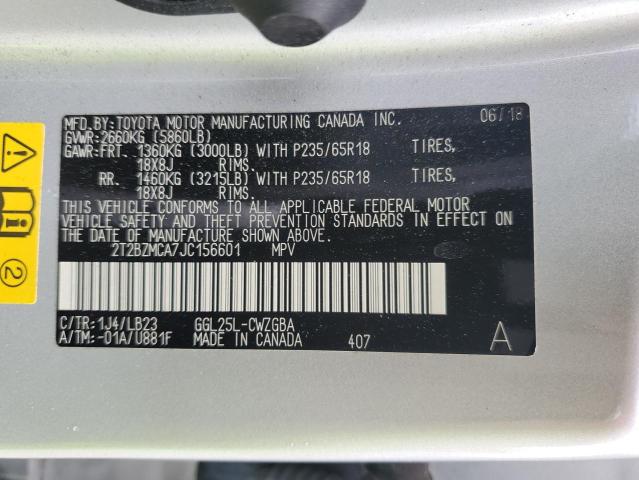 MFD.BY:TOYOTA MOTOR MANUFACTURING CANADA INC. 06/18
GVWR:2660KG (5860LB)
GAWR:FRT. 1360KG (3000LB) WITH P235/65R18 TIRES,
18X8J RIMS.
RR. 1460KG (3215LB) WITH P235/65R18 TIRES,
18X8J RIMS.
THIS VEHICLE CONFORMS TO ALL APPLICABLE FEDERAL MOTOR
VEHICLE SAFETY AND THEFT PREVENTION STANDARDS IN EFFECT ON
THE DATE OF MANUFACTURE SHOWN ABOVE.
2T2BZMCA7JC156601 MPV
C/TR:1J4/LB23 GGL25L-CWZGBA
A/TM:-01A/U881F MADE IN CANADA 407 A
2